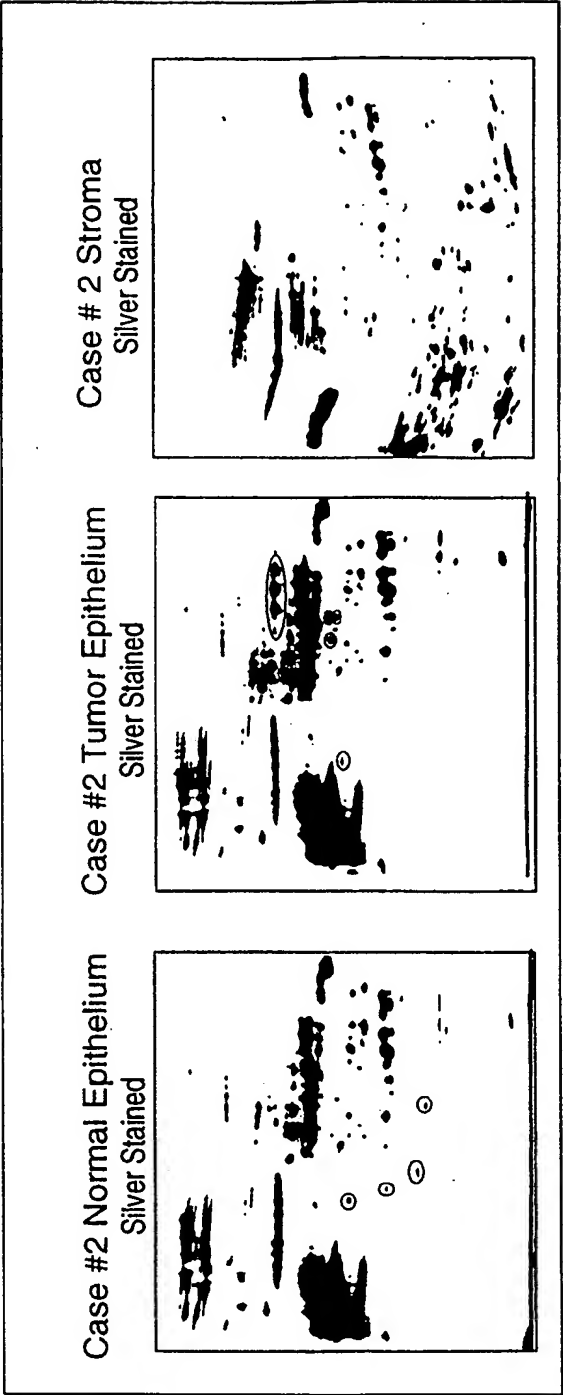 Case #2 Normal Epithelium
Silver Stained
Case #2 Tumor Epithelium
Silver Stained
Case # 2 Stroma
Silver Stained